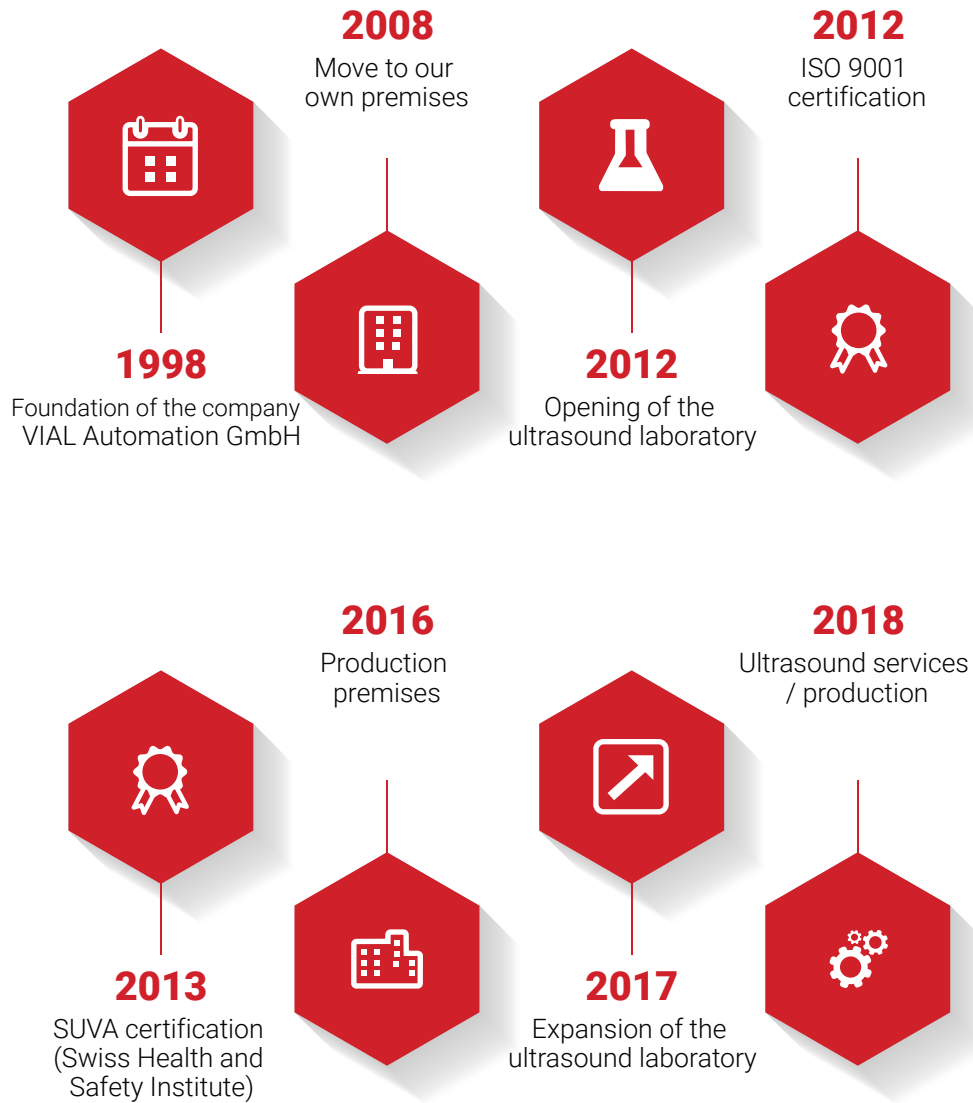 1998
Foundation of the company
VIAL Automation GmbH
2008
Move to our
own premises
2012
Opening of the
ultrasound laboratory
2012
ISO 9001
certification
2013
SUVA certification
(Swiss Health and
Safety Institute)
2016
Production
premises
2017
Expansion of the
ultrasound laboratory
2018
Ultrasound services
/ production